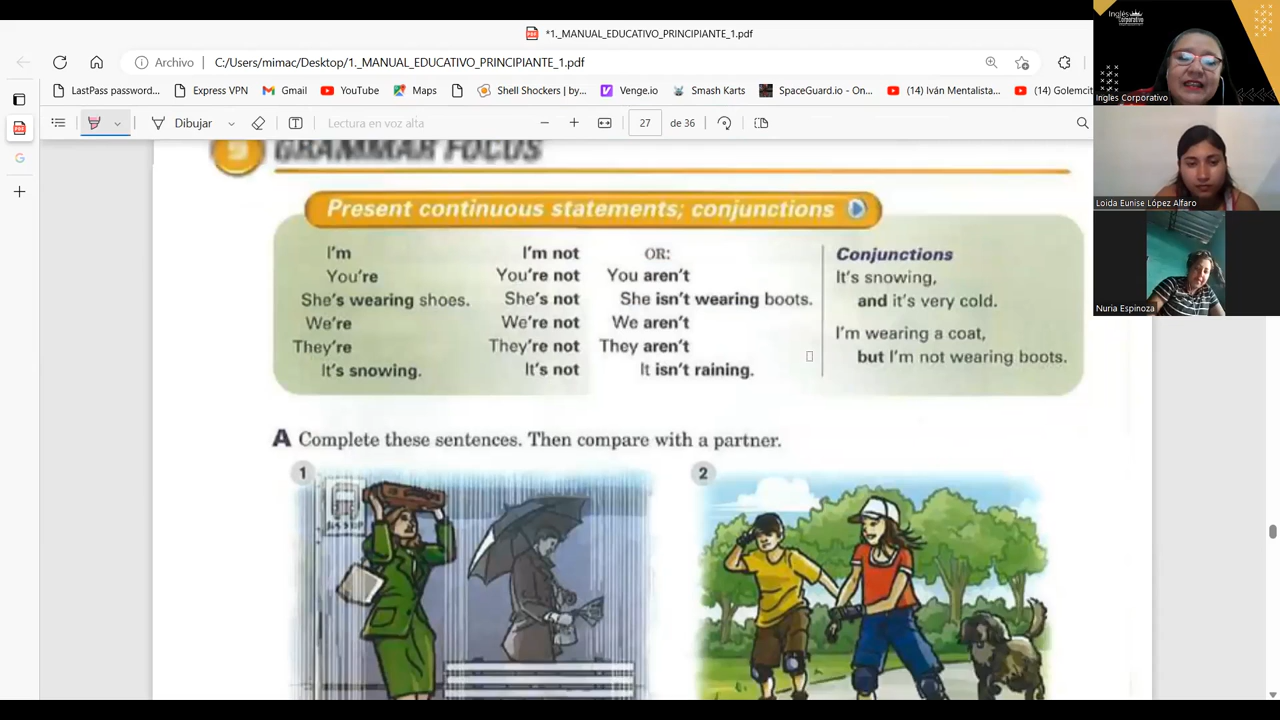 *1._MANUAL_EDUCATIVO_PRINCIPIANTE_1.pdf
Archivo C:/Users/mimac/Desktop/1._MANUAL_EDUCATIVO_PRINCIPIANTE_1.pdf
LastPass password... Express VPN Gmail YouTube Maps Shell Shockers | by... Venge.io Smash Karts SpaceGuard.io - On... (14) Iván Mentalista... (14) Golemcit
Dibujar Lectura en voz alta 27 de 36
Inglés
Corporativo
Ingles Corporativo
Loida Eunise López Alfaro
Nuria Espinoza
9 GRAMMAR FOCUS
Present continuous statements; conjunctions
I'm I'm not OR:
You're You're not You aren't
She's wearing shoes. She's not She isn't wearing boots.
We're We're not We aren't
They're They're not They aren't
It's snowing. It's not It isn't raining.
Conjunctions
It's snowing,
and it's very cold.
I'm wearing a coat,
but I'm not wearing boots.
A Complete these sentences. Then compare with a partner.
1 2